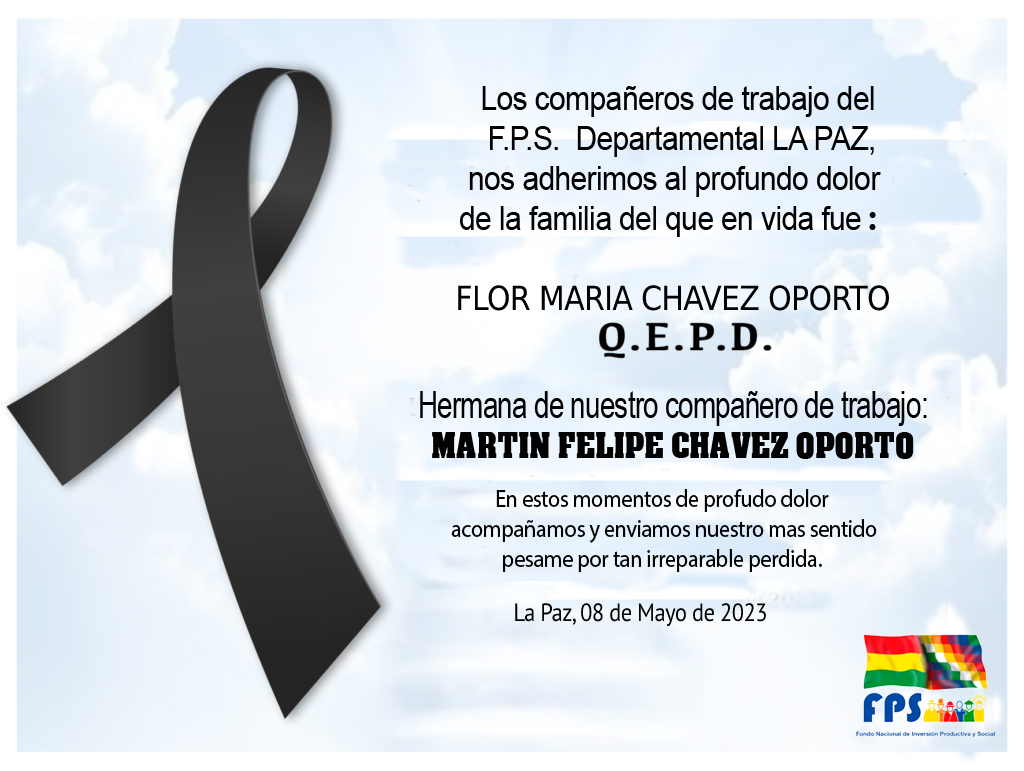 Los compañeros de trabajo del
F.P.S. Departamental LA PAZ,
nos adherimos al profundo dolor
de la familia del que en vida fue :
FLOR MARIA CHAVEZ OPORTO
Q.E.P.D.
Hermana de nuestro compañero de trabajo:
MARTIN FELIPE CHAVEZ OPORTO
En estos momentos de profudo dolor
acompañamos y enviamos nuestro mas sentido
pesame por tan irreparable perdida.
La Paz, 08 de Mayo de 2023
FPS
Fondo Nacional de Inversión Productiva y Social